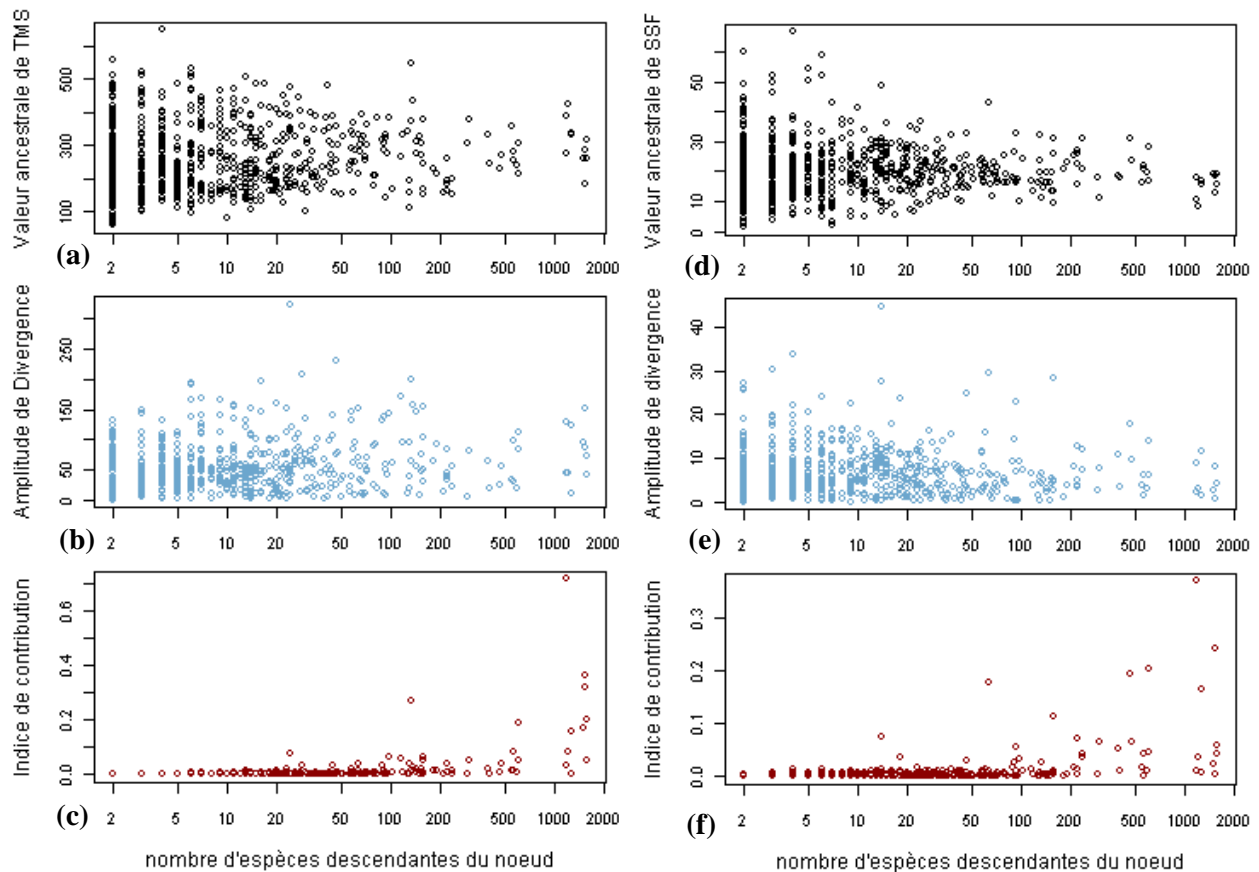 Valeur ancestrale de TMS
500
300
100
(a)
2 5 10 20 50 100 200 500 1000 2000
Valeur ancestrale de SSF
50
30
10
0
(d)
2 5 10 20 50 100 200 500 1000 2000
Amplitude de Divergence
250
150
50
0
(b)
2 5 10 20 50 100 200 500 1000 2000
Amplitude de divergence
40
30
20
10
0
(e)
2 5 10 20 50 100 200 500 1000 2000
Indice de contribution
0.6
0.4
0.2
0.0
(c)
2 5 10 20 50 100 200 500 1000 2000
nombre d'espèces descendantes du noeud
Indice de contribution
0.3
0.2
0.1
0.0
(f)
2 5 10 20 50 100 200 500 1000 2000
nombre d'espèces descendantes du noeud